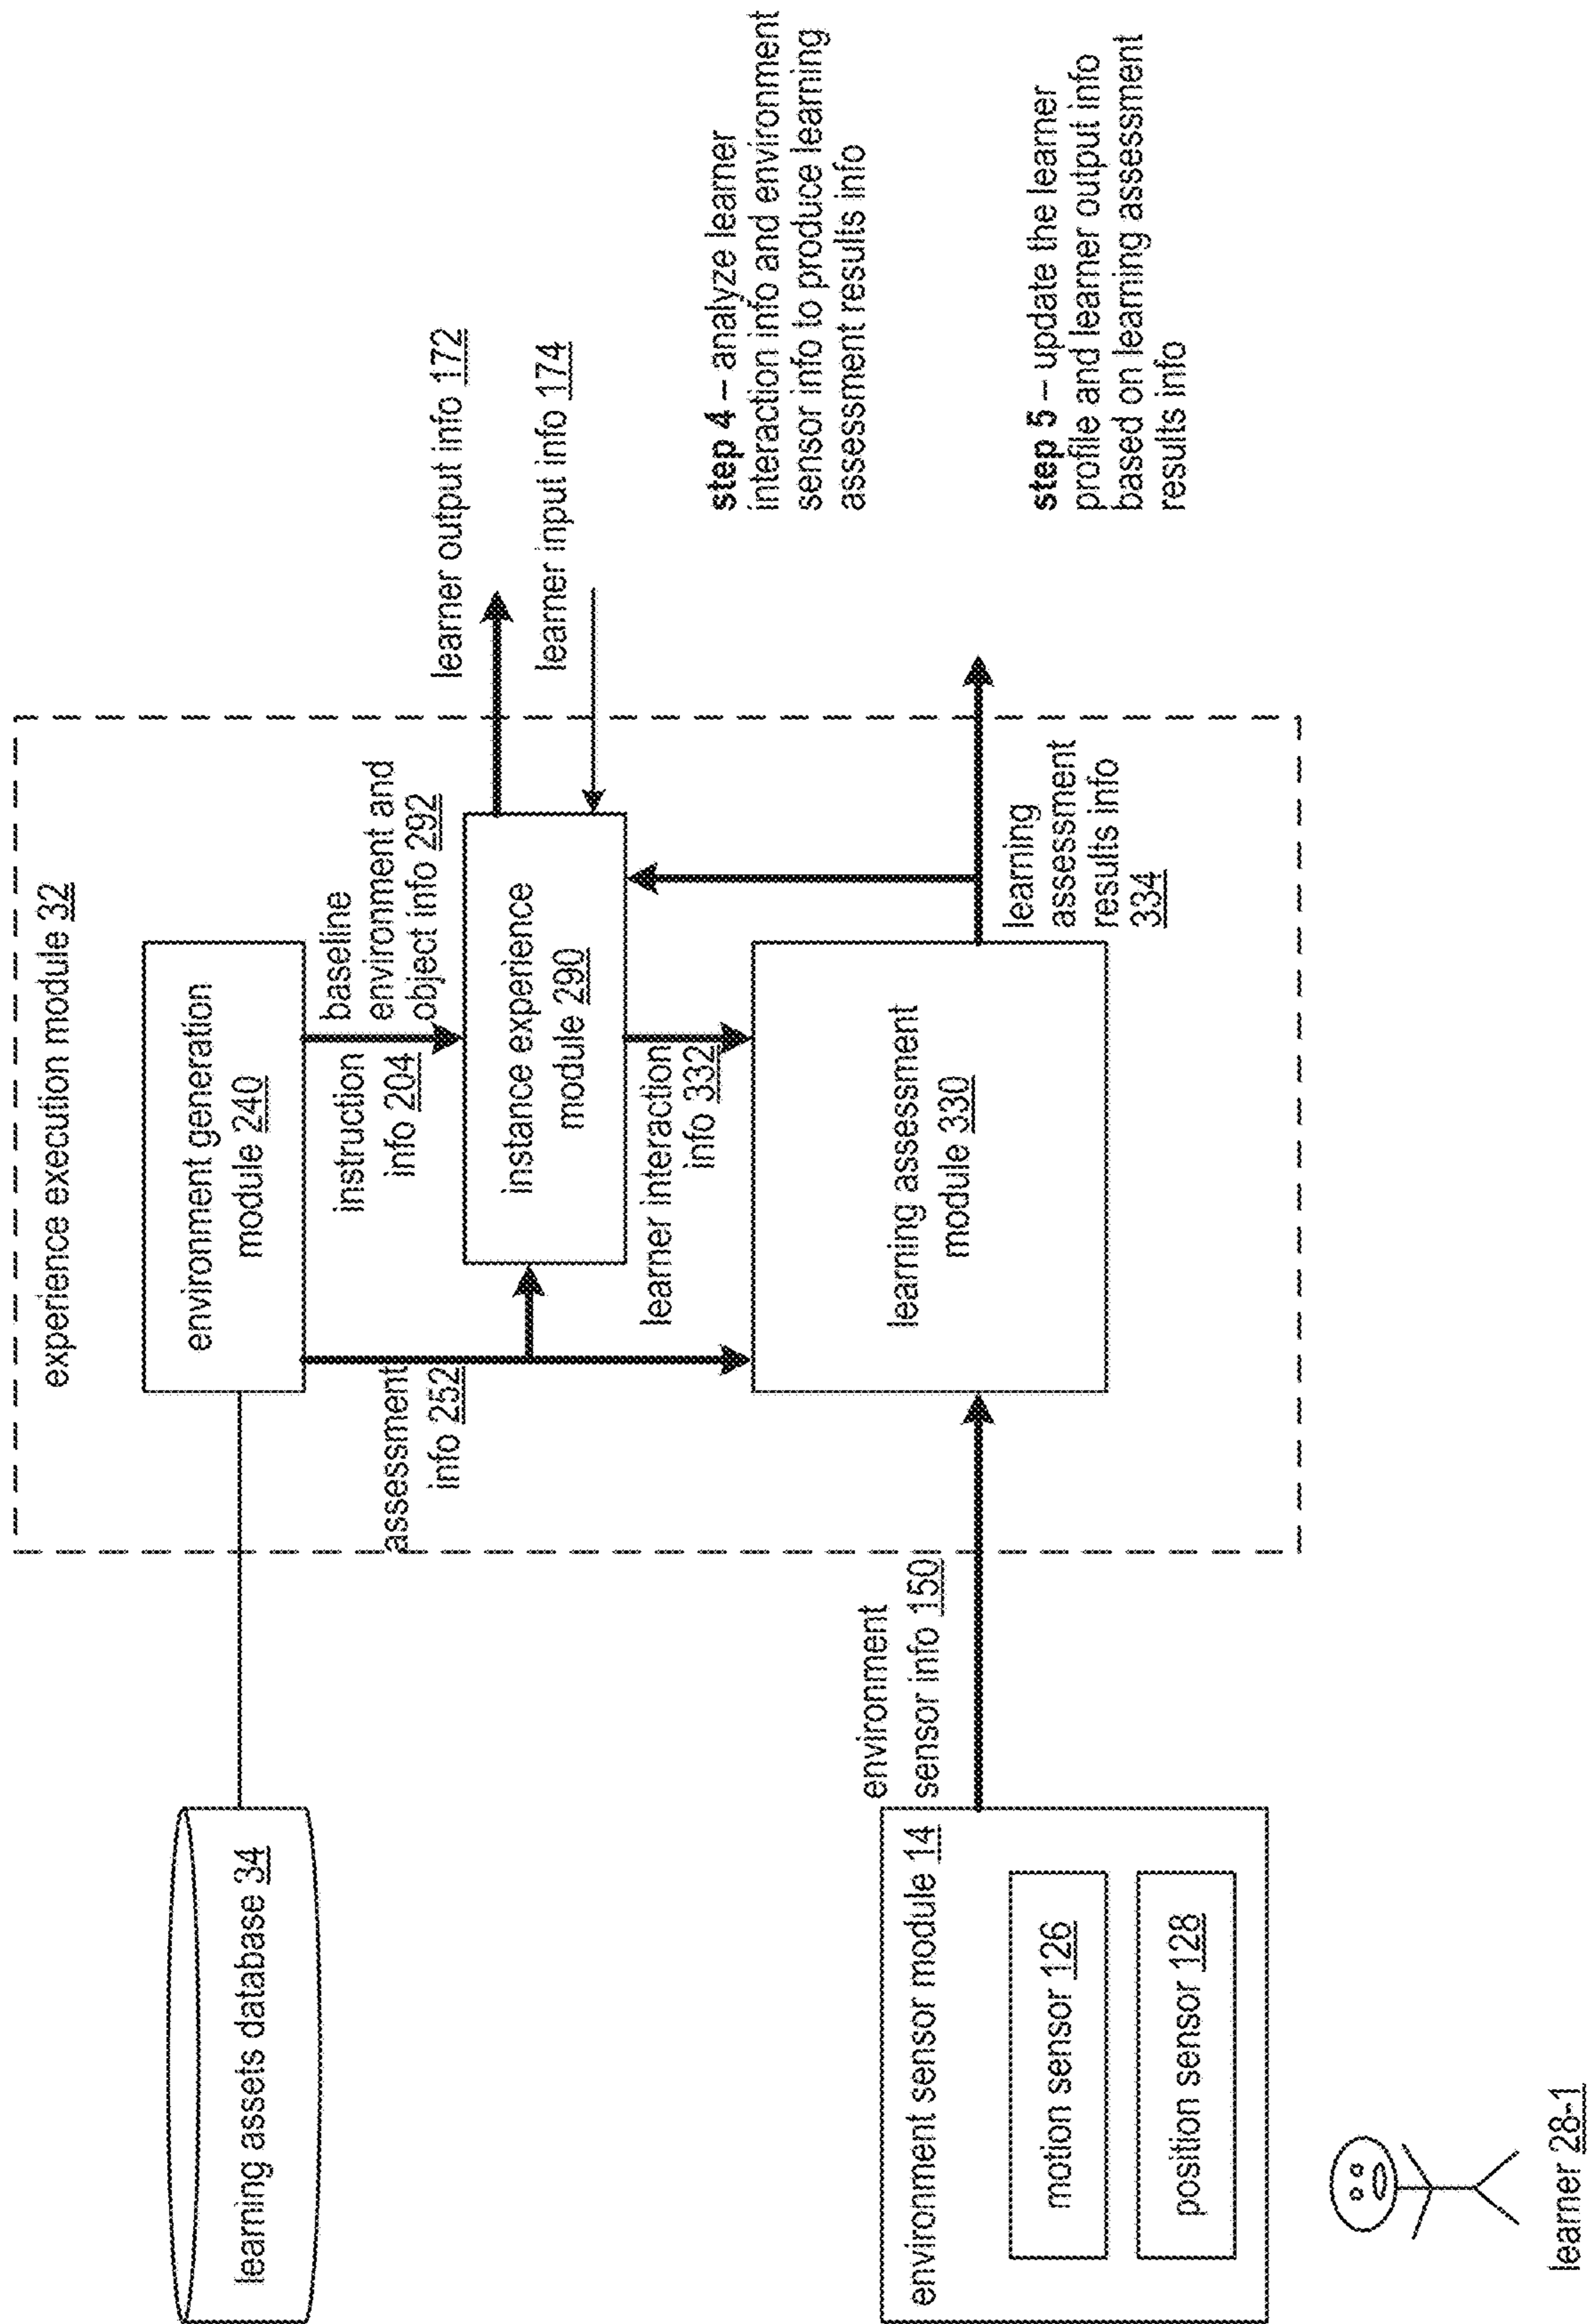 experience execution module 32
learning assets database 34
environment generation
module 240
assessment
info 252
instruction
info 204
baseline
environment and
object info 292
instance experience
module 290
learner output info 172
learner input info 174
learner interaction
info 332
environment
sensor info 150
environment sensor module 14
motion sensor 126
position sensor 128
learning assessment
module 330
learning
assessment
results info
334
step 4 – analyze learner
interaction info and environment
sensor info to produce learning
assessment results info
step 5 – update the learner
profile and learner output info
based on learning assessment
results info
learner 28-1